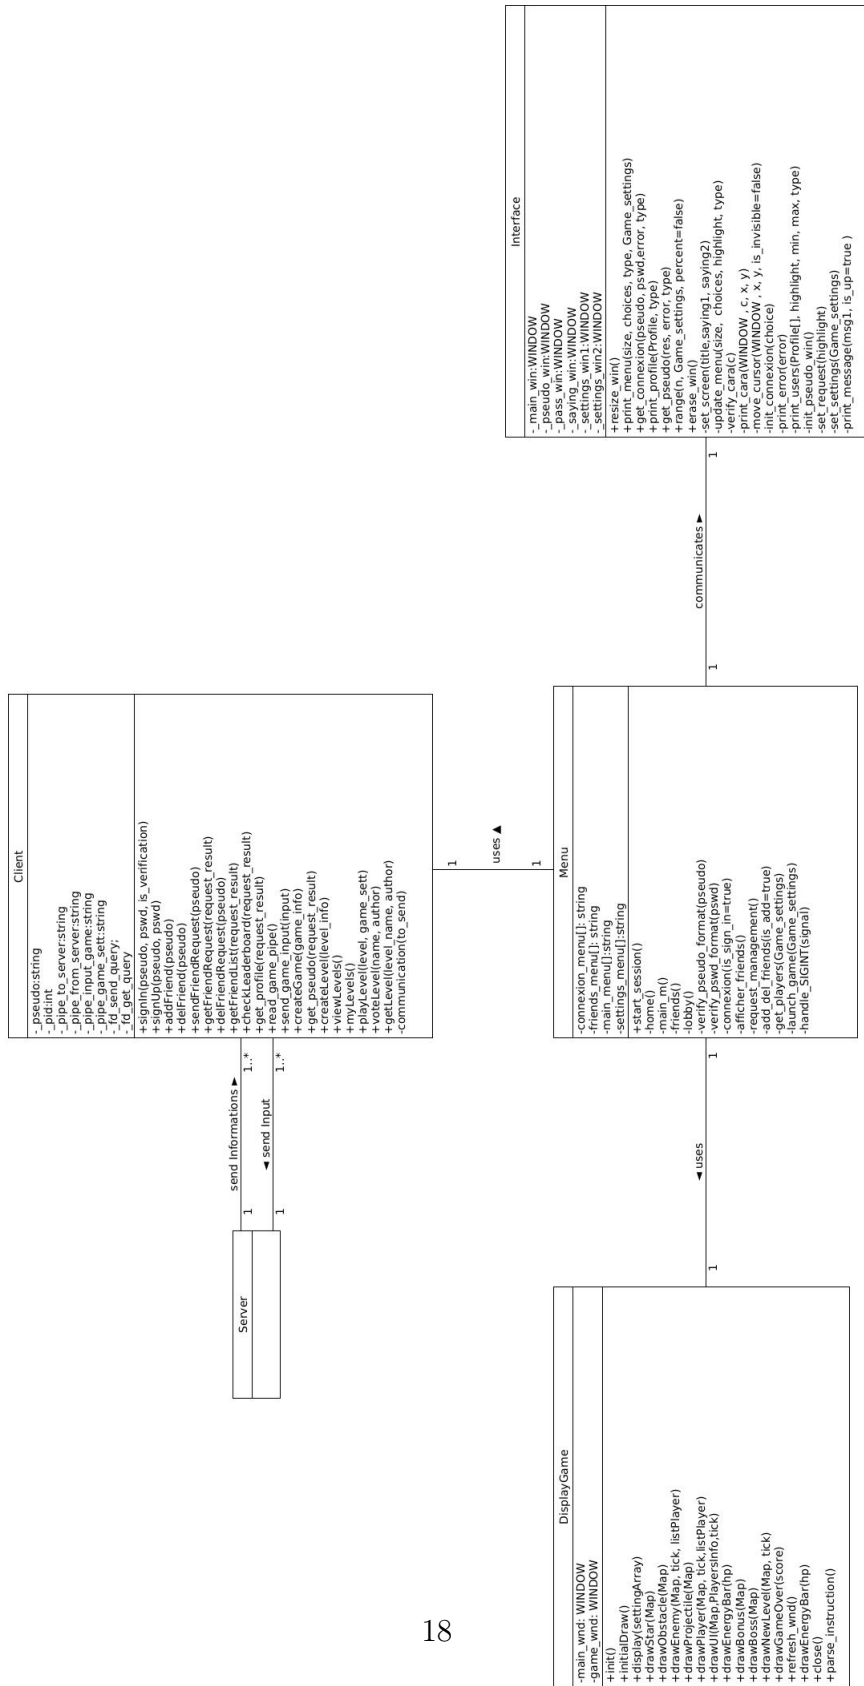 Client
-_pseudo:string
-_pid:int
-_pipe_to_server:string
-_pipe_from_server:string
-_pipe_input_game:string
-_pipe_game_sett:string
-_fd_send_query;
-_fd_get_query
+signIn(pseudo, pswd, is_verification)
+signUp(pseudo, pswd)
+addFriend(pseudo)
+delFriend(pseudo)
+sendFriendRequest(pseudo)
+getFriendRequest(request_result)
+delFriendRequest(pseudo)
+getFriendList(request_result)
+checkLeaderboard(request_result)
+get_profile(request_result)
+read_game_pipe()
+send_game_input(input)
+createGame(game_info)
+get_pseudo(request_result)
+createLevel(level_info)
+viewLevels()
+myLvlels()
+playLevel(level, game_sett)
+voteLevel(name, author)
+getLevel(level_name, author)
-communication(to_send)
Server
send Informations ►
1
1..*
◄ send Input
1
1..*
1
uses ▲
1
Menu
-connexion_menu[]: string
-friends_menu[]: string
-main_menu[]:string
-settings_menu[]:string
+start_session()
-home()
-main_m()
-friends()
-lobby()
-verify_pseudo_format(pseudo)
-verify_pswd_format(pswd)
-connexion(is_sign_in=true)
-afficher_friends()
-request_management()
-add_del_friends(is_add=true)
-get_players(Game_settings)
-launch_game(Game_settings)
-handle_SIGINT(signal)
1
◄ uses
1
DisplayGame
-main_wnd: WINDOW
-game_wnd: WINDOW
+init()
+initialDraw()
+display(settingArray)
+drawStar(Map)
+drawObstacle(Map)
+drawEnemy(Map, tick, listPlayer)
+drawProjectile(Map)
+drawPlayer(Map, tick,listPlayer)
+drawUI(Map,PlayersInfo,tick)
+drawEnergyBar(hp)
+drawBonus(Map)
+drawBoss(Map)
+drawNewLevel(Map, tick)
+drawGameOver(score)
+refresh_wnd()
+drawEnergyBar(hp)
+close()
+parse_instruction()
1
communicates ►
1
Interface
-_main_win:WINDOW
-_pseudo_win:WINDOW
-_pass_win:WINDOW
-_saying_win:WINDOW
-_settings_win1:WINDOW
-_settings_win2:WINDOW
+resize_win()
+print_menu(size, choices, type, Game_settings)
+get_connexion(pseudo, pswd,error, type)
+print_profile(Profile, type)
+get_pseudo(res, error, type)
+range(n, Game_settings, percent=false)
+erase_win()
-set_screen(title,saying1, saying2)
-update_menu(size, choices, highlight, type)
-verify_cara(c)
-print_cara(WINDOW , c, x, y)
-move_cursor(WINDOW , x, y, is_invisible=false)
-init_connexion(choice)
-print_error(error)
-print_users(Profile[], highlight, min, max, type)
-init_pseudo_win()
-set_request(highlight)
-set_settings(Game_settings)
-print_message(msg1, is_up=true )
18